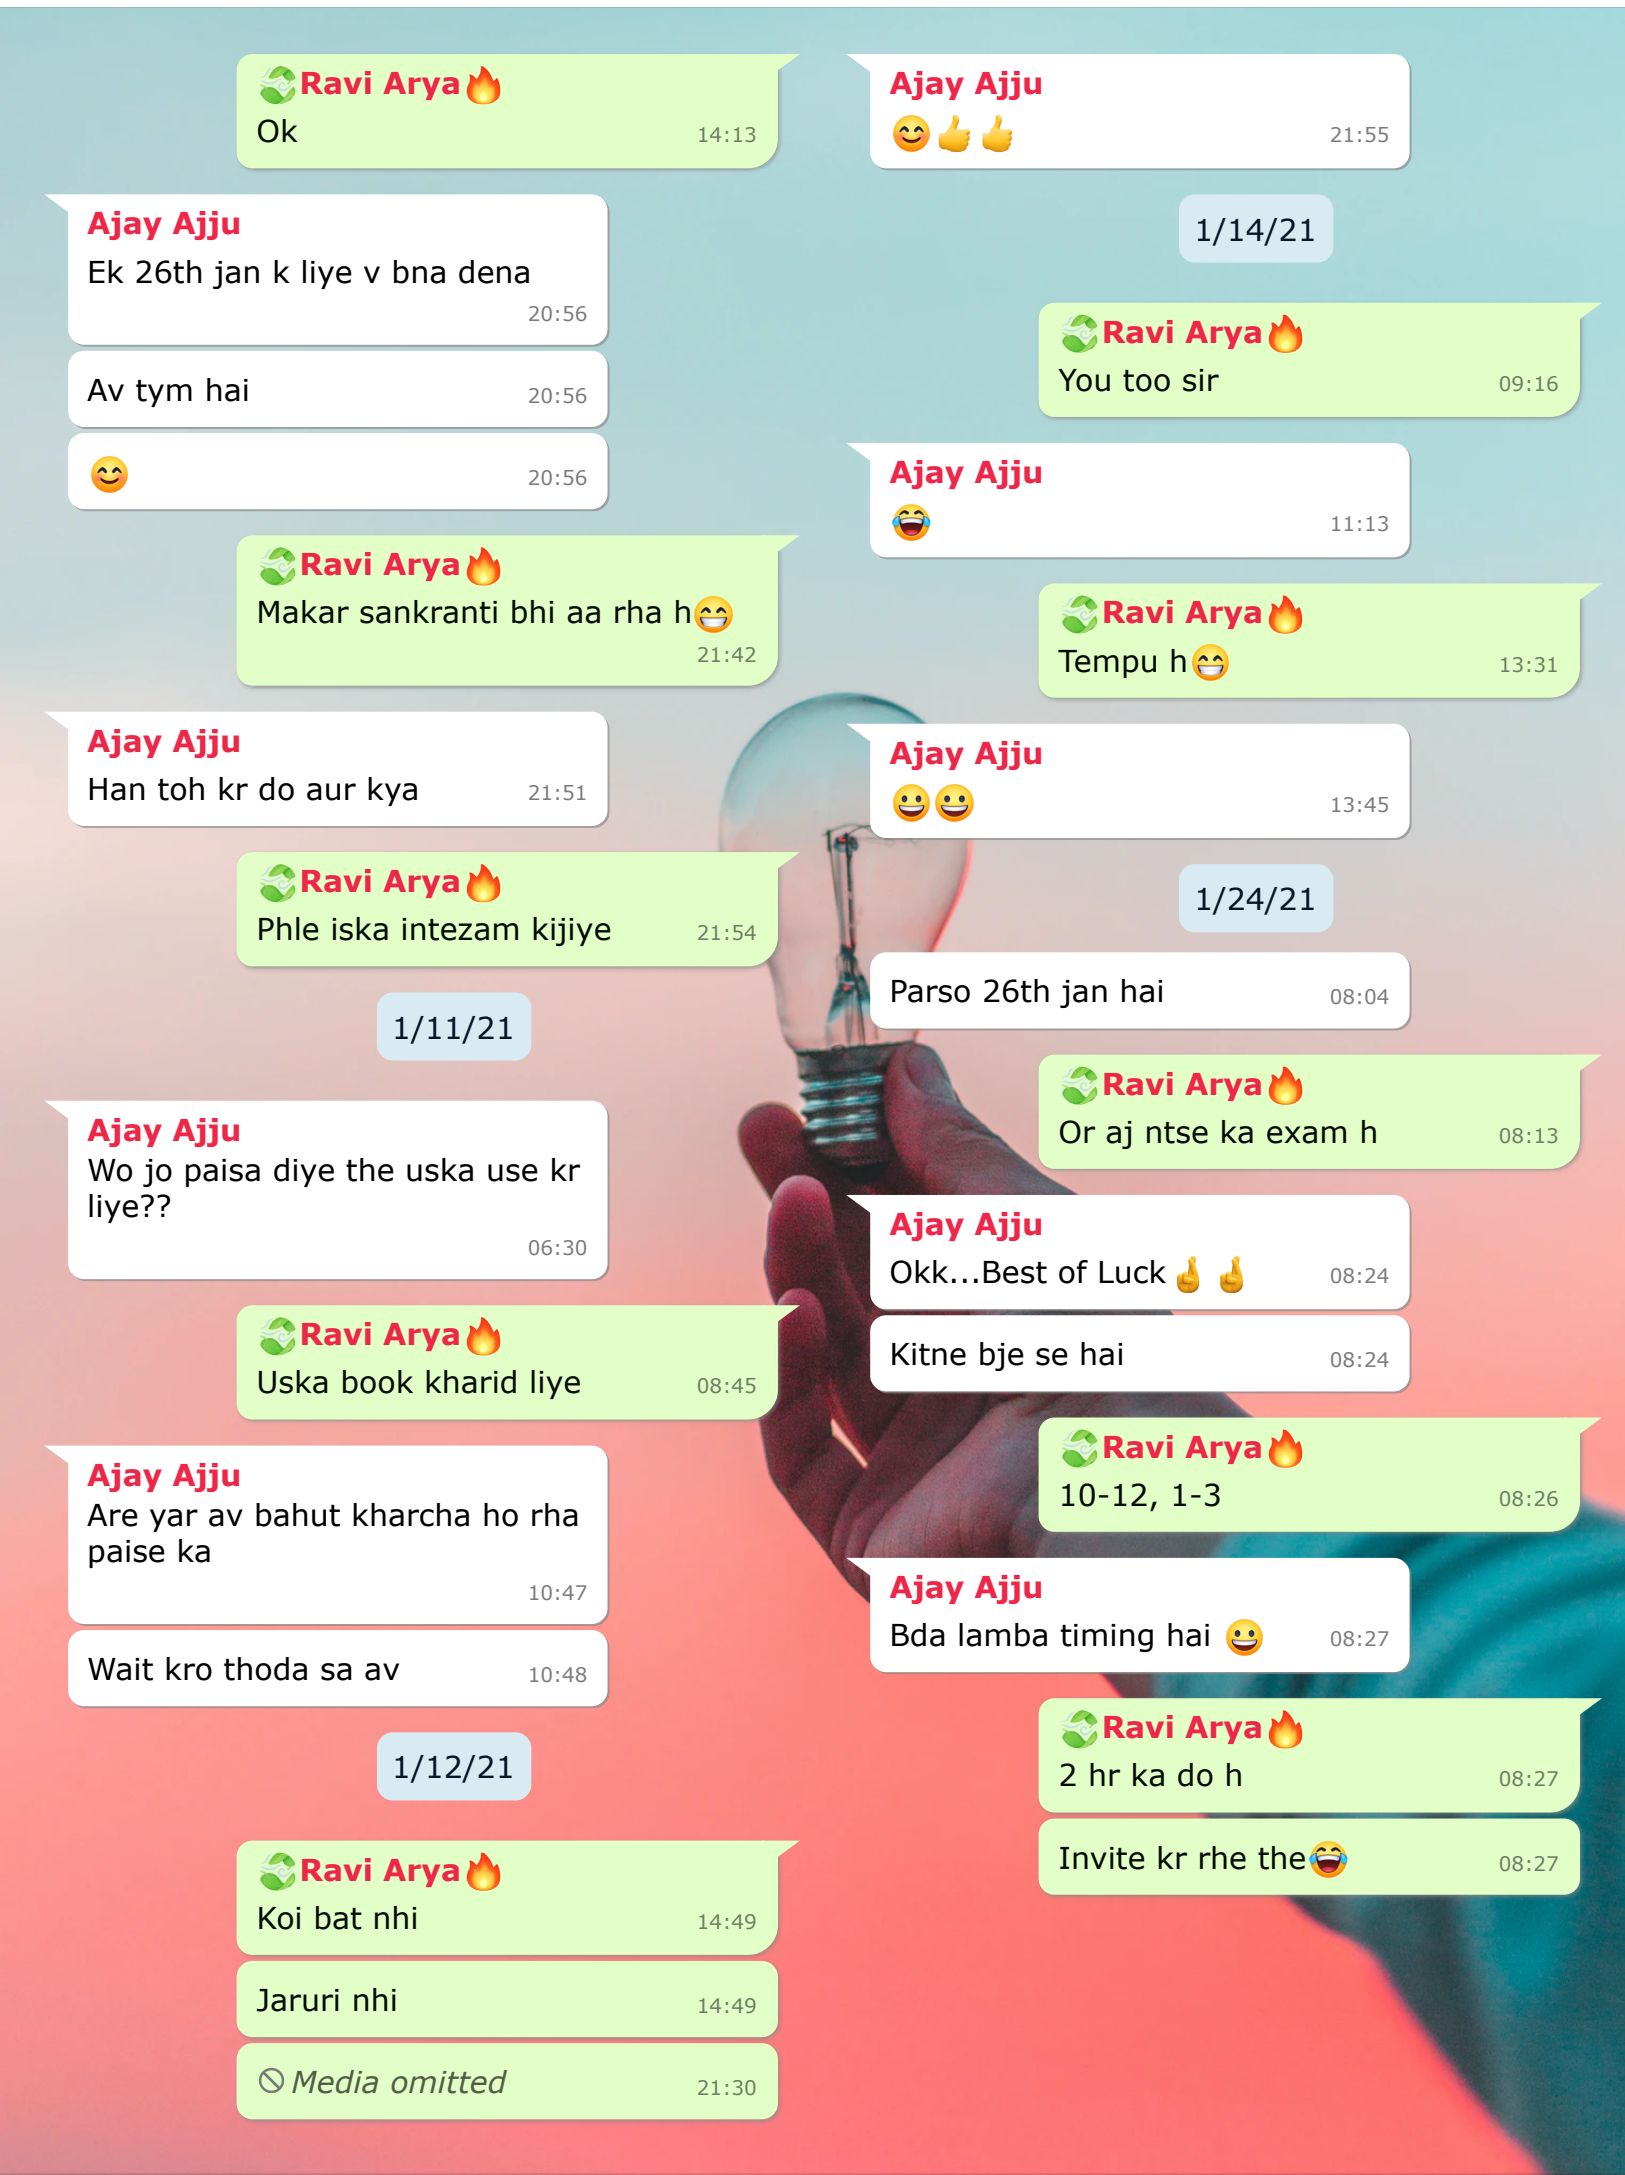 Ravi Arya🔥
Ok
14:13
Ajay Ajju
Ek 26th jan k liye v bna dena
20:56
Av tym hai
20:56
😊
20:56
Ravi Arya🔥
Makar sankranti bhi aa rha h😁
21:42
Ajay Ajju
Han toh kr do aur kya
21:51
Ravi Arya🔥
Phle iska intezam kijiye
21:54
1/11/21
Ajay Ajju
Wo jo paisa diye the uska use kr
liye??
06:30
Ravi Arya🔥
Uska book kharid liye
08:45
Ajay Ajju
Are yar av bahut kharcha ho rha
paise ka
10:47
Wait kro thoda sa av
10:48
1/12/21
Ravi Arya🔥
Koi bat nhi
14:49
Jaruri nhi
14:49
Media omitted
21:30
Ajay Ajju
😊👍👍
21:55
1/14/21
Ravi Arya🔥
You too sir
09:16
Ajay Ajju
😂
11:13
Ravi Arya🔥
Tempu h😁
13:31
Ajay Ajju
😀😀
13:45
1/24/21
Parso 26th jan hai
08:04
Ravi Arya🔥
Or aj ntse ka exam h
08:13
Ajay Ajju
Okk...Best of Luck🤞🤞
08:24
Kitne bje se hai
08:24
Ravi Arya🔥
10-12, 1-3
08:26
Ajay Ajju
Bda lamba timing hai 😀
08:27
Ravi Arya🔥
2 hr ka do h
08:27
Invite kr rhe the😂
08:27